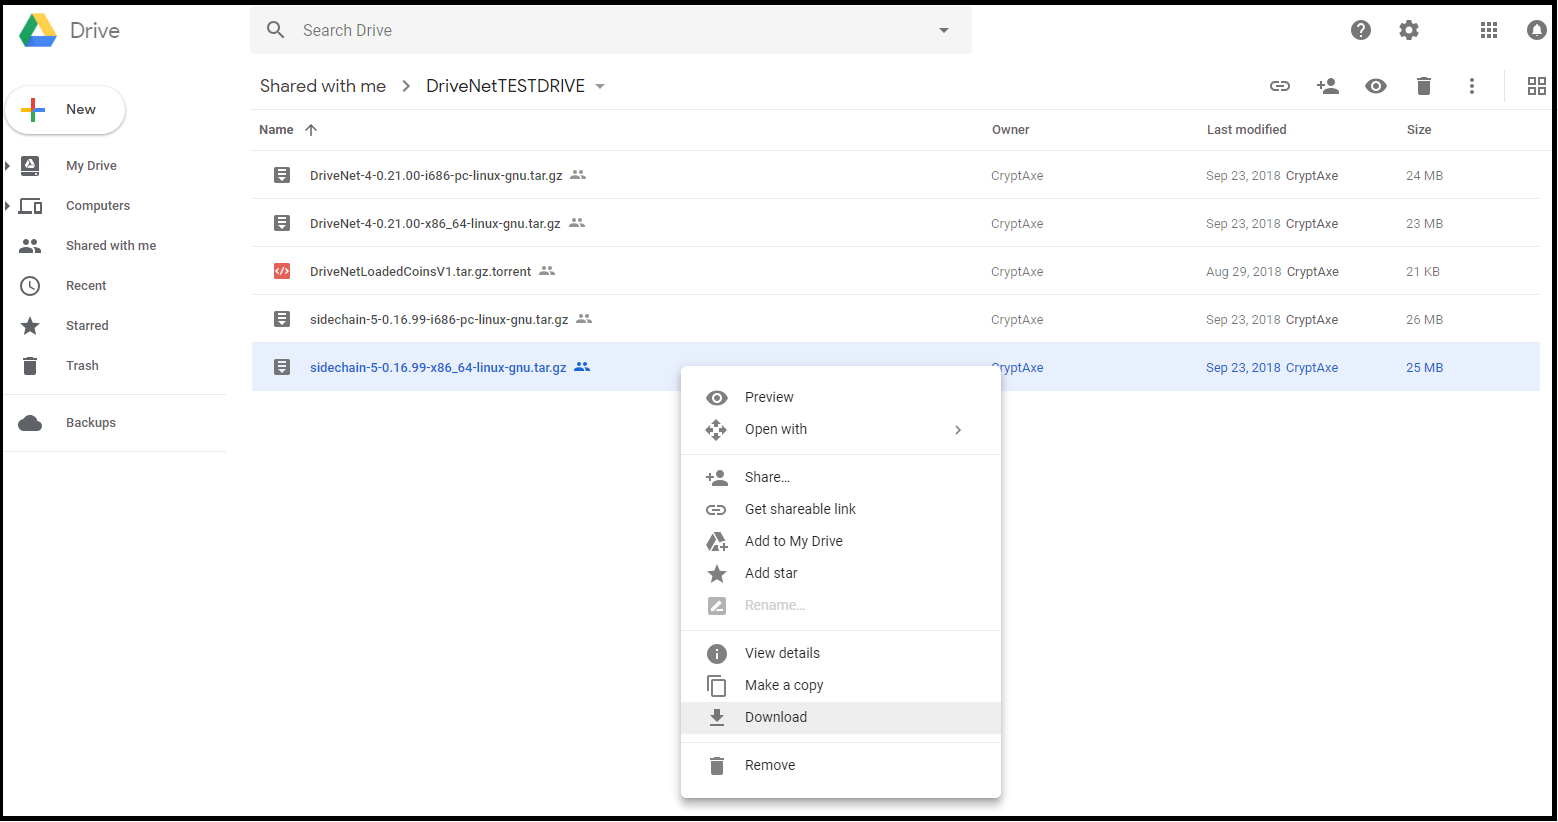 Drive
Search Drive
Shared with me > DriveNetTESTDRIVE
New
Name Owner Last modified Size
My Drive
Computers
Shared with me
Recent
Starred
Trash
Backups
DriveNet-4-0.21.00-i686-pc-linux-gnu.tar.gz CryptAxe Sep 23, 2018 CryptAxe 24 MB
DriveNet-4-0.21.00-x86_64-linux-gnu.tar.gz CryptAxe Sep 23, 2018 CryptAxe 23 MB
DriveNetLoadedCoinsV1.tar.gz.torrent CryptAxe Aug 29, 2018 CryptAxe 21 KB
sidechain-5-0.16.99-i686-pc-linux-gnu.tar.gz CryptAxe Sep 23, 2018 CryptAxe 26 MB
sidechain-5-0.16.99-x86_64-linux-gnu.tar.gz CryptAxe Sep 23, 2018 CryptAxe 25 MB
Preview
Open with
Share...
Get shareable link
Add to My Drive
Add star
Rename...
View details
Make a copy
Download
Remove